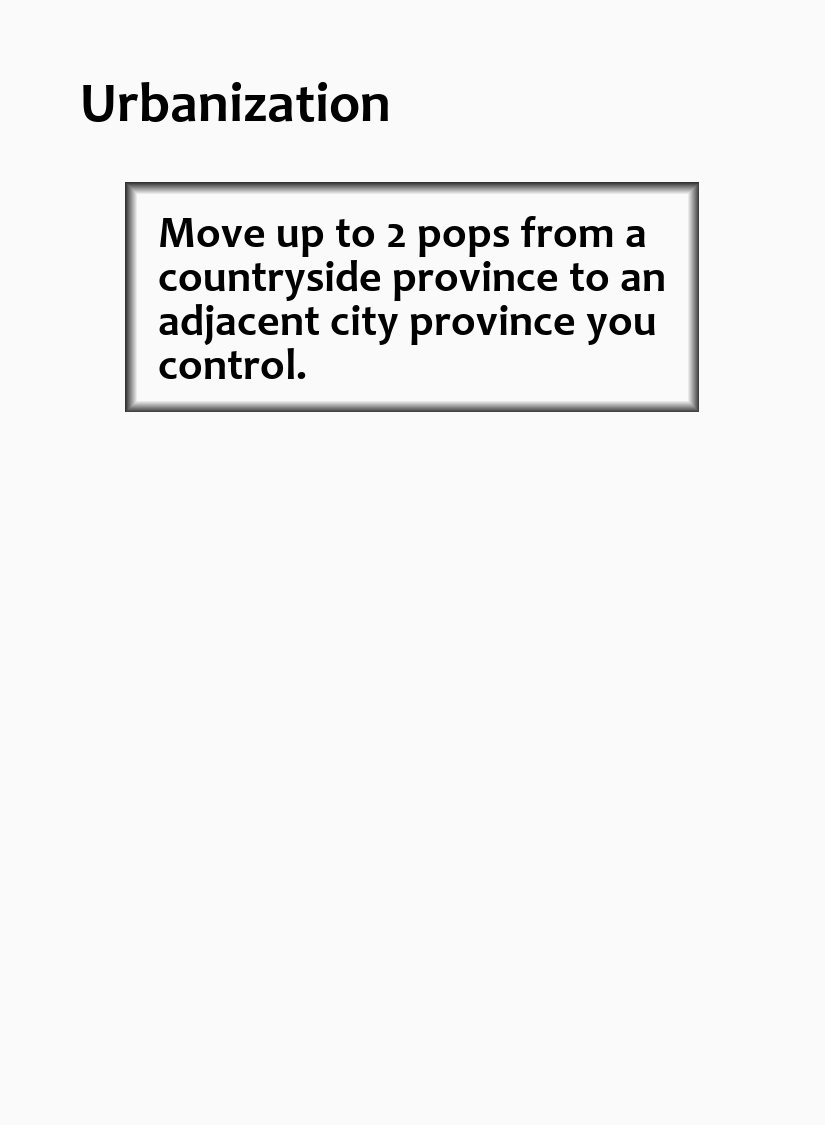 Urbanization
Move up to 2 pops from a
countryside province to an
adjacent city province you
control.